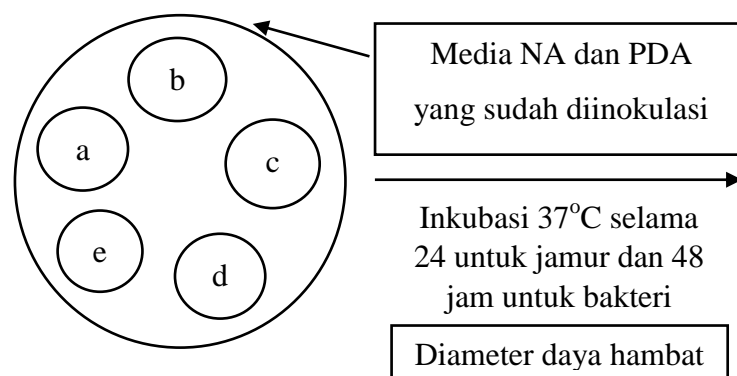 b
a
c
e
d
Media NA dan PDA
yang sudah diinokulasi
Inkubasi 37°C selama
24 untuk jamur dan 48
jam untuk bakteri
Diameter daya hambat